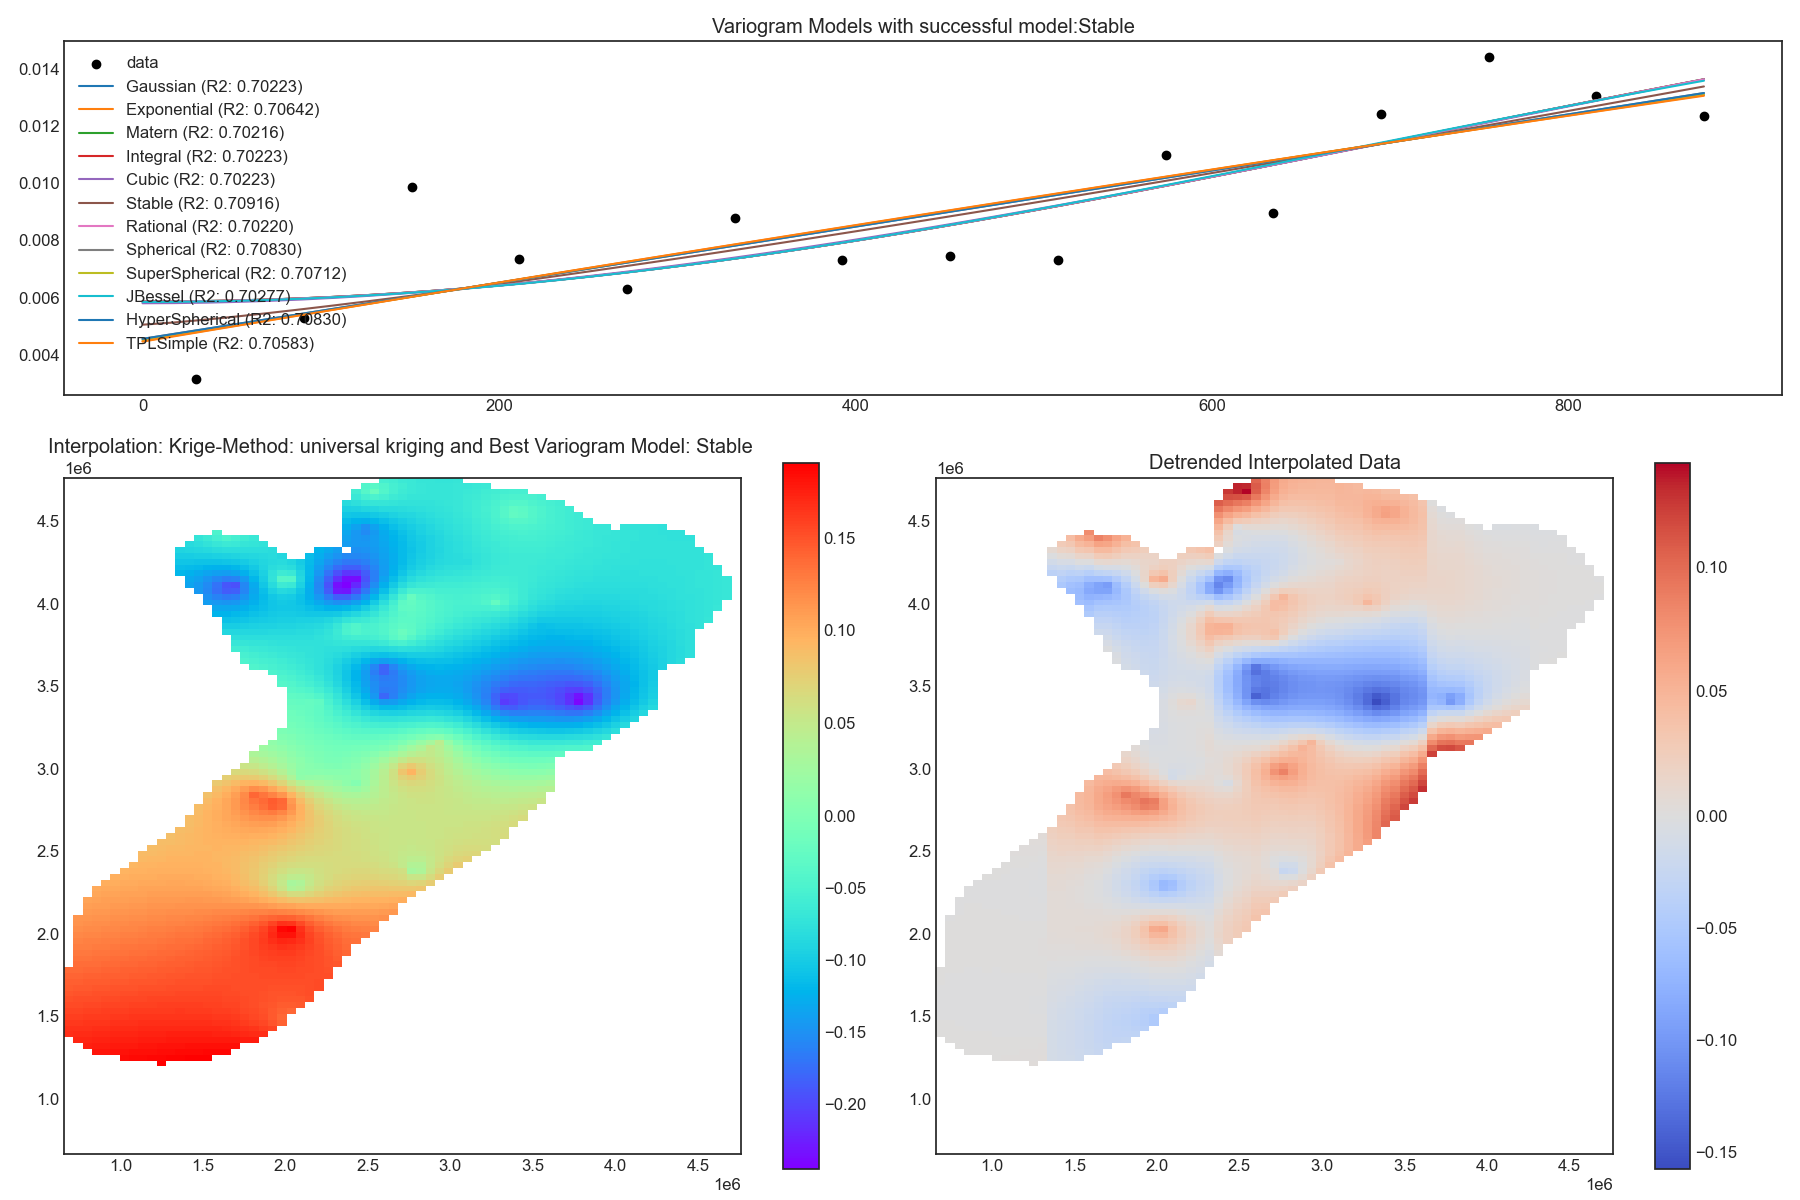 Variogram Models with successful model:Stable
0.014
0.012
0.010
0.008
0.006
0.004
data
Gaussian (R2: 0.70223)
Exponential (R2: 0.70642)
Matern (R2: 0.70216)
Integral (R2: 0.70223)
Cubic (R2: 0.70223)
Stable (R2: 0.70916)
Rational (R2: 0.70220)
Spherical (R2: 0.70830)
SuperSpherical (R2: 0.70712)
JBessel (R2: 0.70277)
HyperSpherical (R2: 0.70830)
TPLSimple (R2: 0.70583)
0 200 400 600 800
Interpolation: Krige-Method: universal kriging and Best Variogram Model: Stable
1e6
4.5
4.0
3.5
3.0
2.5
2.0
1.5
1.0
1.0 1.5 2.0 2.5 3.0 3.5 4.0 4.5
1e6
0.15
0.10
0.05
0.00
−0.05
−0.10
−0.15
−0.20
Detrended Interpolated Data
1e6
4.5
4.0
3.5
3.0
2.5
2.0
1.5
1.0
1.0 1.5 2.0 2.5 3.0 3.5 4.0 4.5
1e6
0.10
0.05
0.00
−0.05
−0.10
−0.15